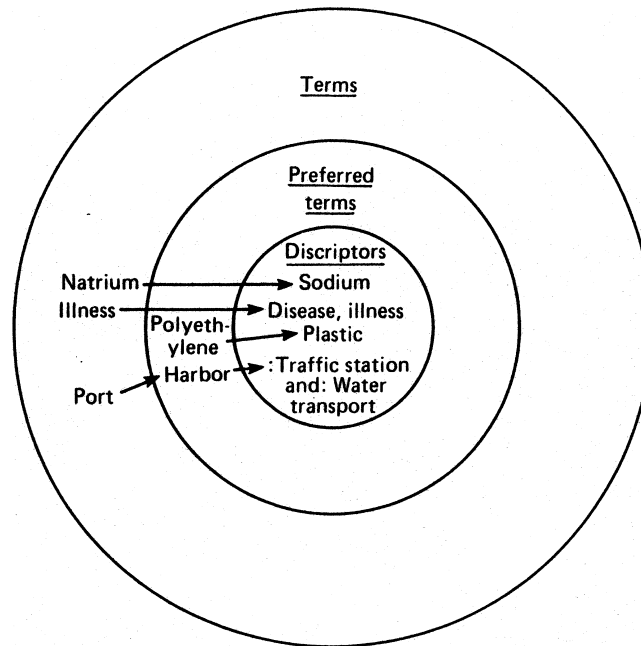 Terms
Preferred
terms
Discriptors
Natrium Sodium
Illness Disease, illness
Polyeth-
ylene Plastic
Port Harbor :Traffic station
and: Water
transport